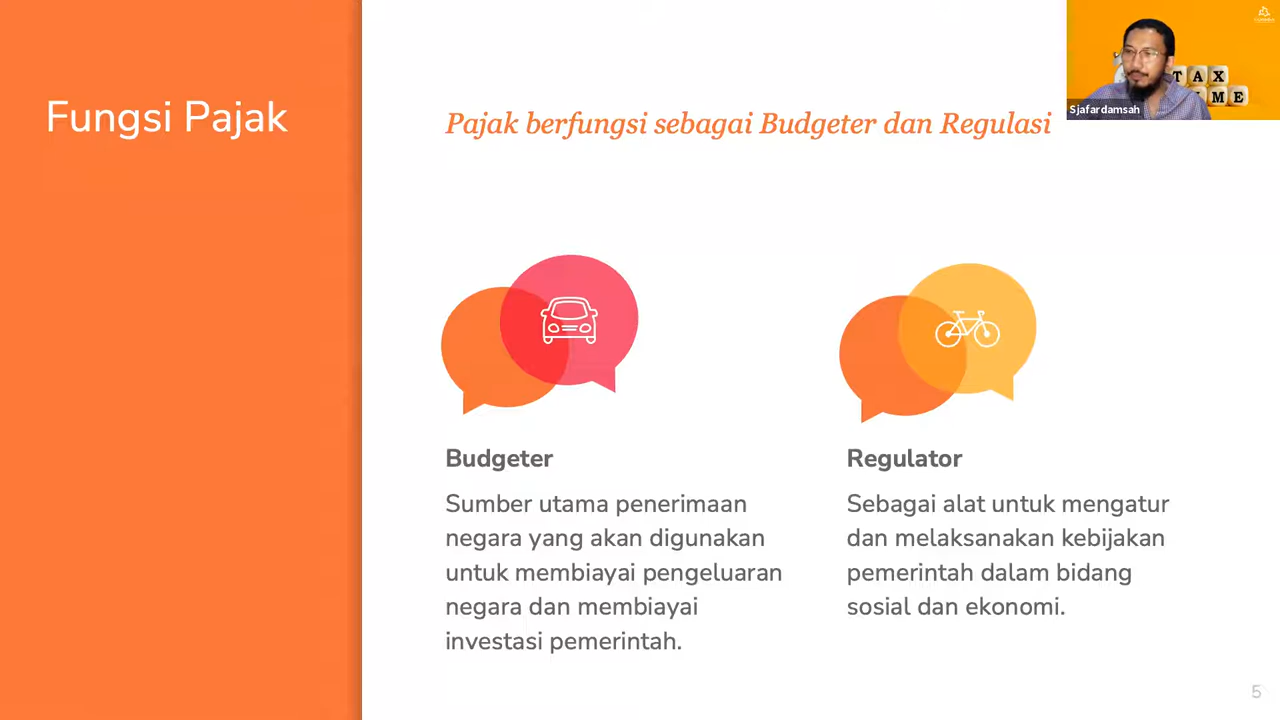 Fungsi Pajak
Pajak berfungsi sebagai Budgeter dan Regulasi
TAX
ME
Sjafardamsah
Budgeter
Sumber utama penerimaan
negara yang akan digunakan
untuk membiayai pengeluaran
negara dan membiayai
investasi pemerintah.
Regulator
Sebagai alat untuk mengatur
dan melaksanakan kebijakan
pemerintah dalam bidang
sosial dan ekonomi.
5